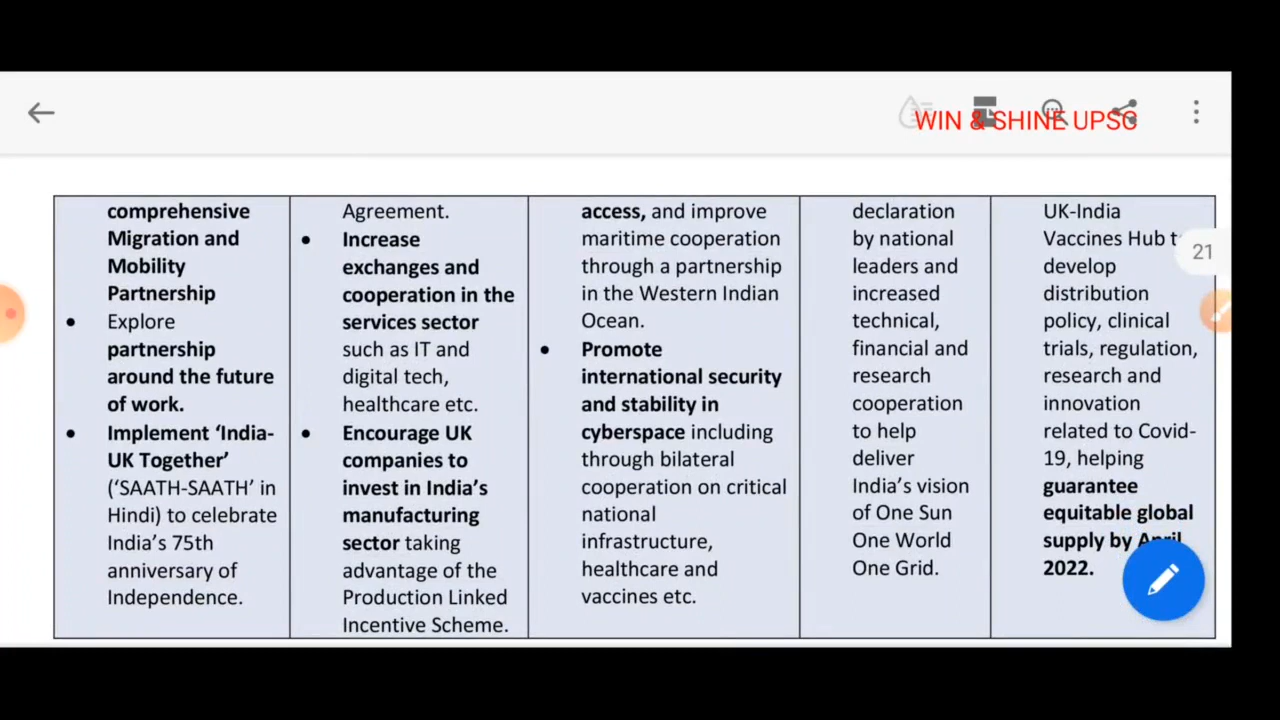 WIN & SHINE UPSC
21
comprehensive
Migration and
Mobility
Partnership
• Explore
partnership
around the future
of work.
• Implement ‘India-
UK Together’
(‘SAATH-SAATH’ in
Hindi) to celebrate
India’s 75th
anniversary of
Independence.
Agreement.
• Increase
exchanges and
cooperation in the
services sector
such as IT and
digital tech,
healthcare etc.
• Encourage UK
companies to
invest in India’s
manufacturing
sector taking
advantage of the
Production Linked
Incentive Scheme.
access, and improve
maritime cooperation
through a partnership
in the Western Indian
Ocean.
• Promote
international security
and stability in
cyberspace including
through bilateral
cooperation on critical
national
infrastructure,
healthcare and
vaccines etc.
declaration
by national
leaders and
increased
technical,
financial and
research
cooperation
to help
deliver
India’s vision
of One Sun
One World
One Grid.
UK-India
Vaccines Hub
develop
distribution
policy, clinical
trials, regulation,
research and
innovation
related to Covid-
19, helping
guarantee
equitable global
supply by April
2022.